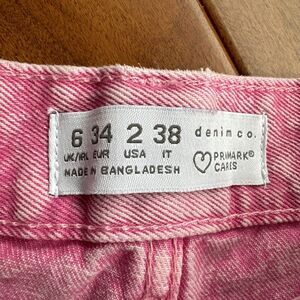 6 34 2 38
UK/IRL EUR USA IT
MADE IN BANGLADESH
denim co.
PRIMARK®
CARES